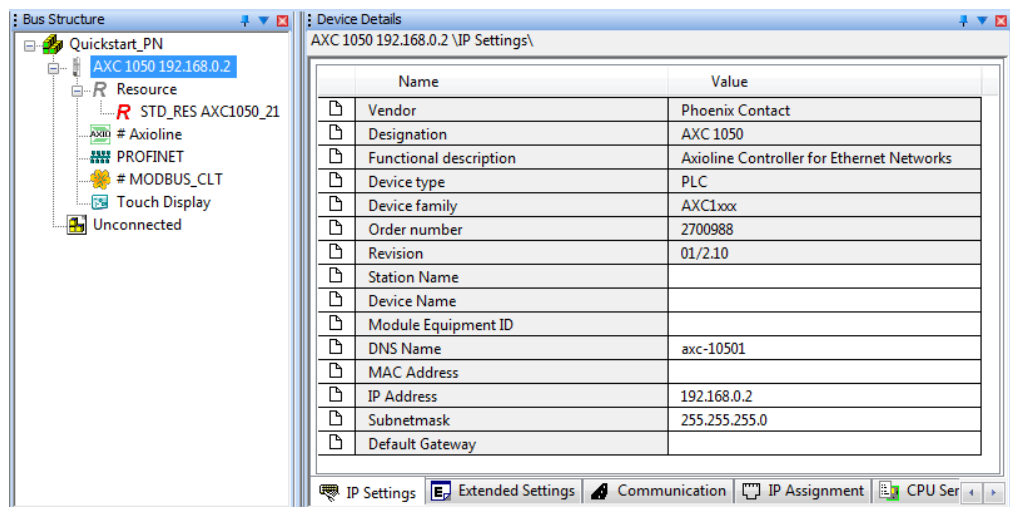 Bus Structure
Quickstart_PN
AXC 1050 192.168.0.2
R Resource
R STD_RES AXC1050_21
AXIO # Axioline
PROFINET
# MODBUS_CLT
Touch Display
Unconnected
Device Details
AXC 1050 192.168.0.2 \IP Settings\
Name Value
Vendor Phoenix Contact
Designation AXC 1050
Functional description Axioline Controller for Ethernet Networks
Device type PLC
Device family AXC1xxx
Order number 2700988
Revision 01/2.10
Station Name
Device Name
Module Equipment ID
DNS Name axc-10501
MAC Address
IP Address 192.168.0.2
Subnetmask 255.255.255.0
Default Gateway
IP Settings Extended Settings Communication IP Assignment CPU Ser